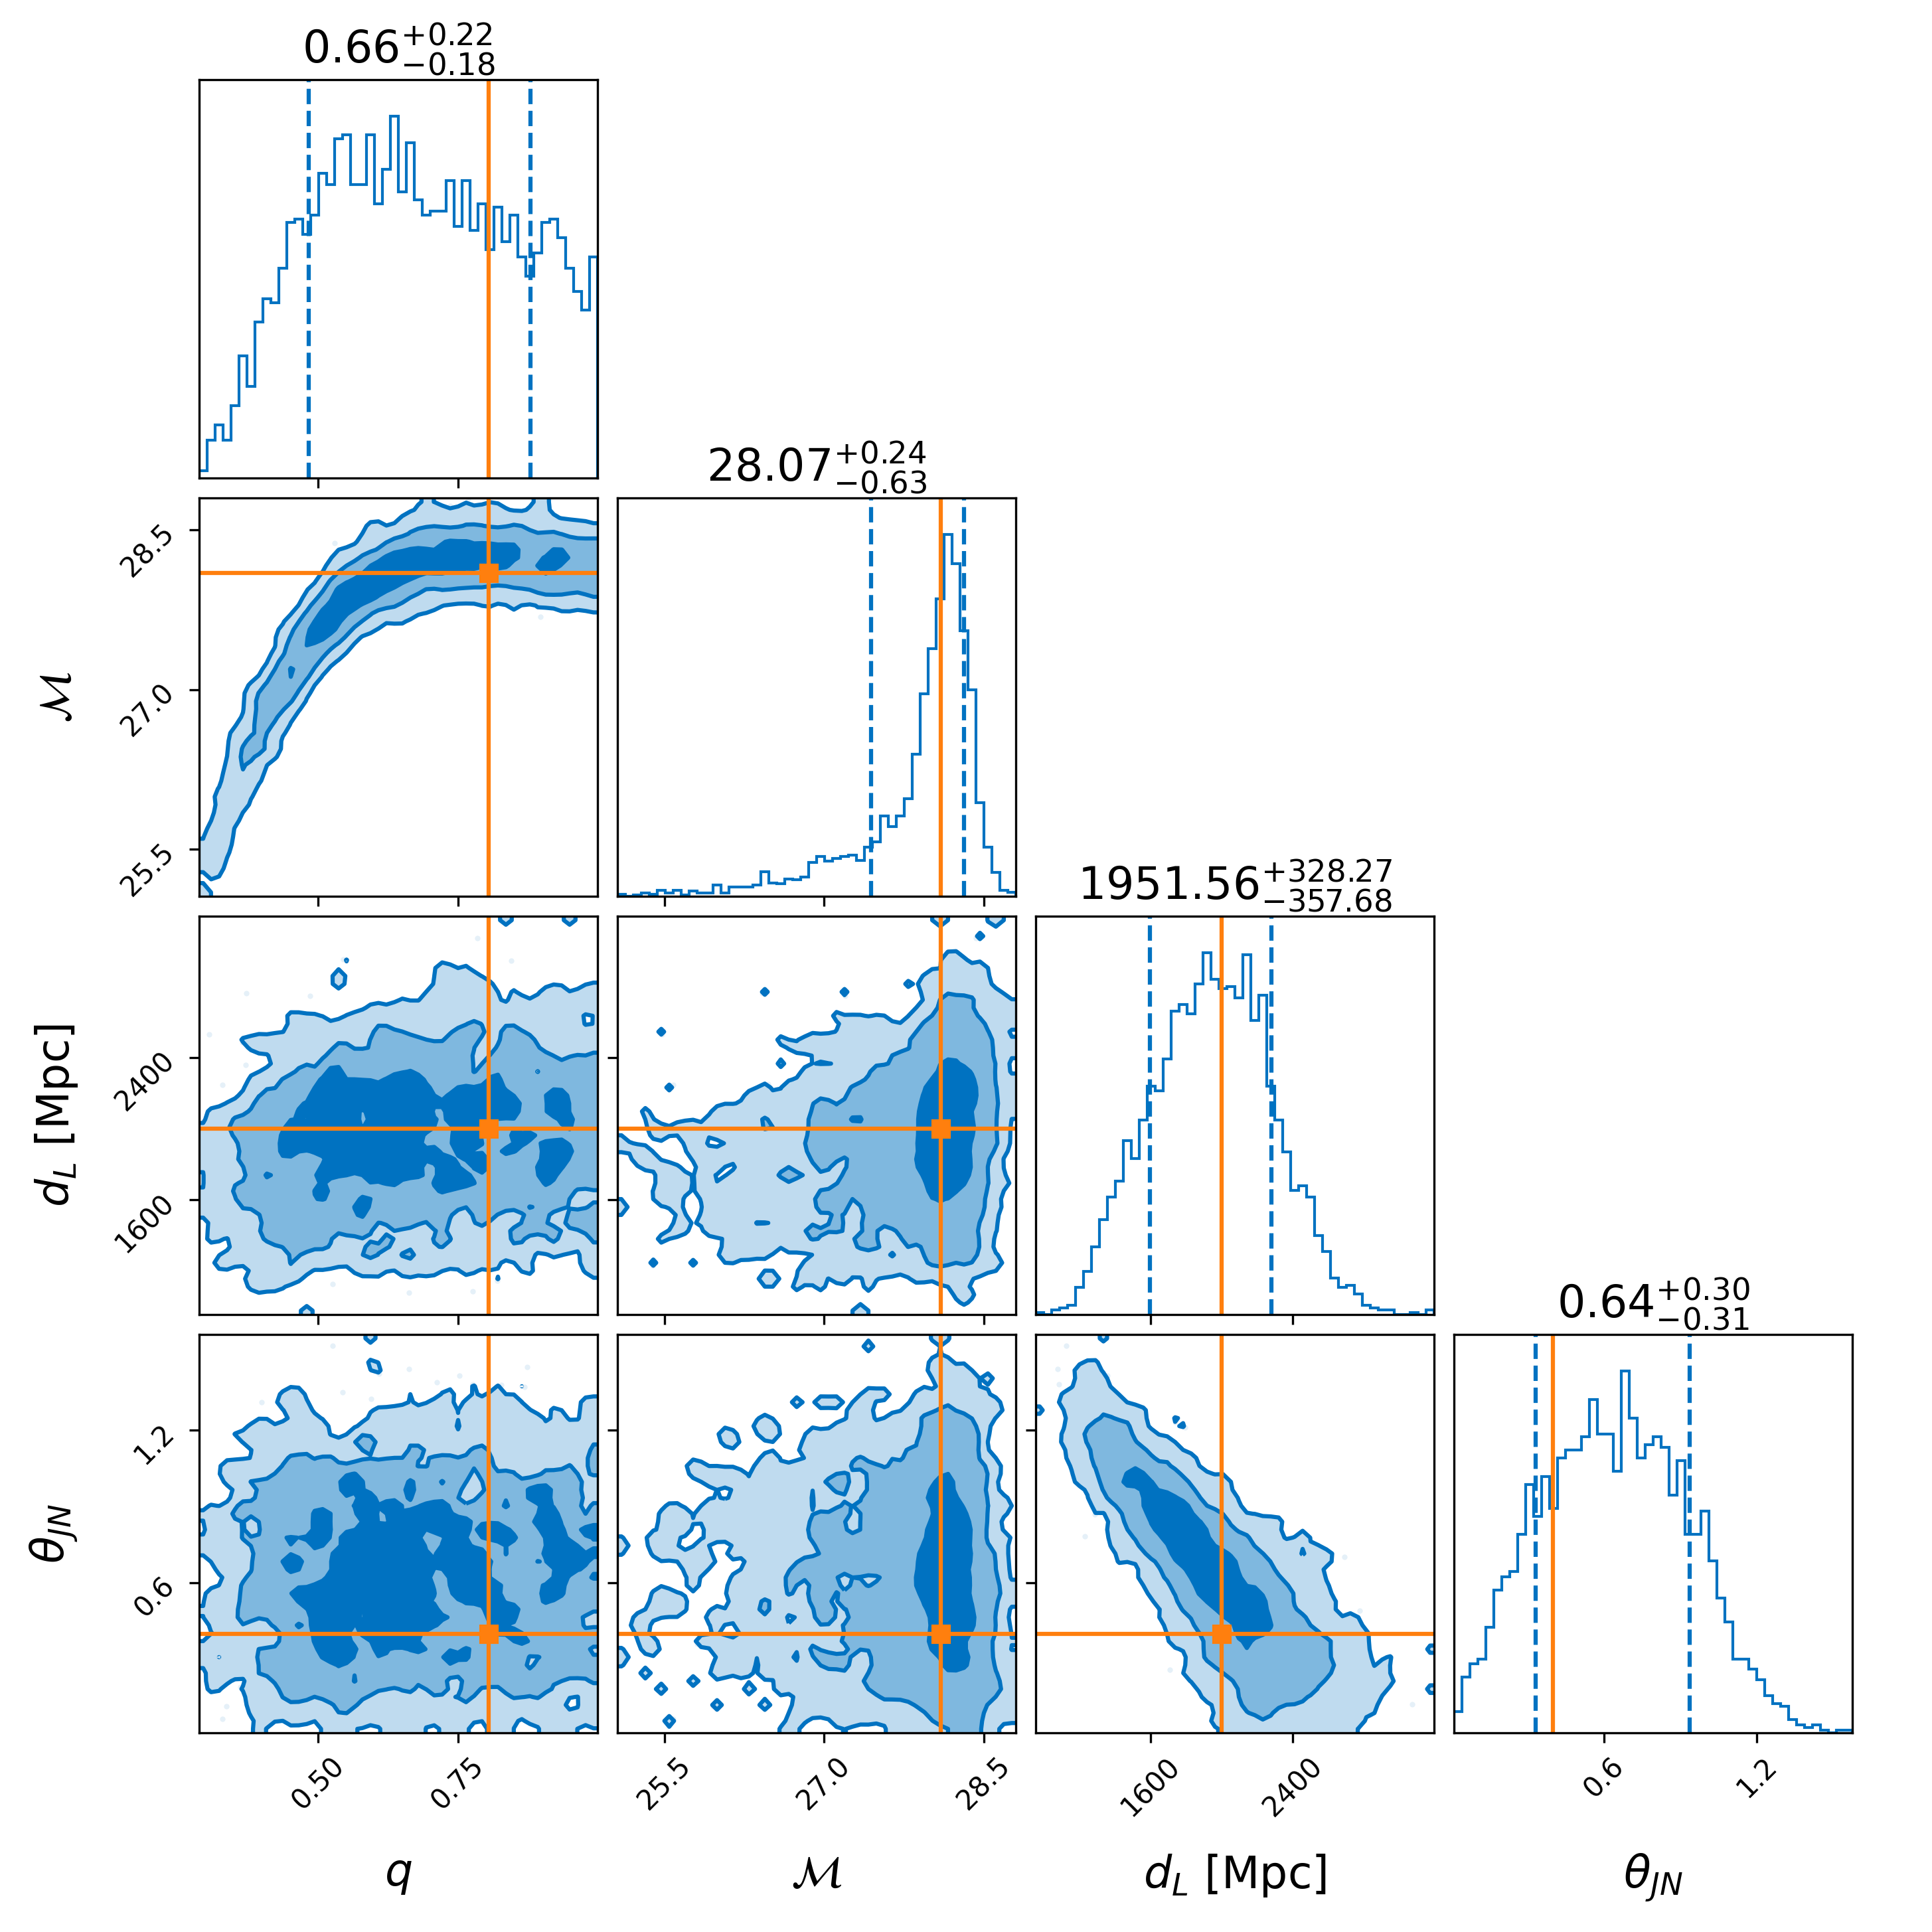 0.66+0.22−0.18
28.07+0.24−0.63
28.5
27.0
25.5
ℳ
1951.56+328.27−357.68
2400
1600
d_L [Mpc]
0.64+0.30−0.31
1.2
0.6
θ_JN
0.50 0.75 25.5 27.0 28.5 1600 2400 0.6 1.2
q ℳ d_L [Mpc] θ_JN